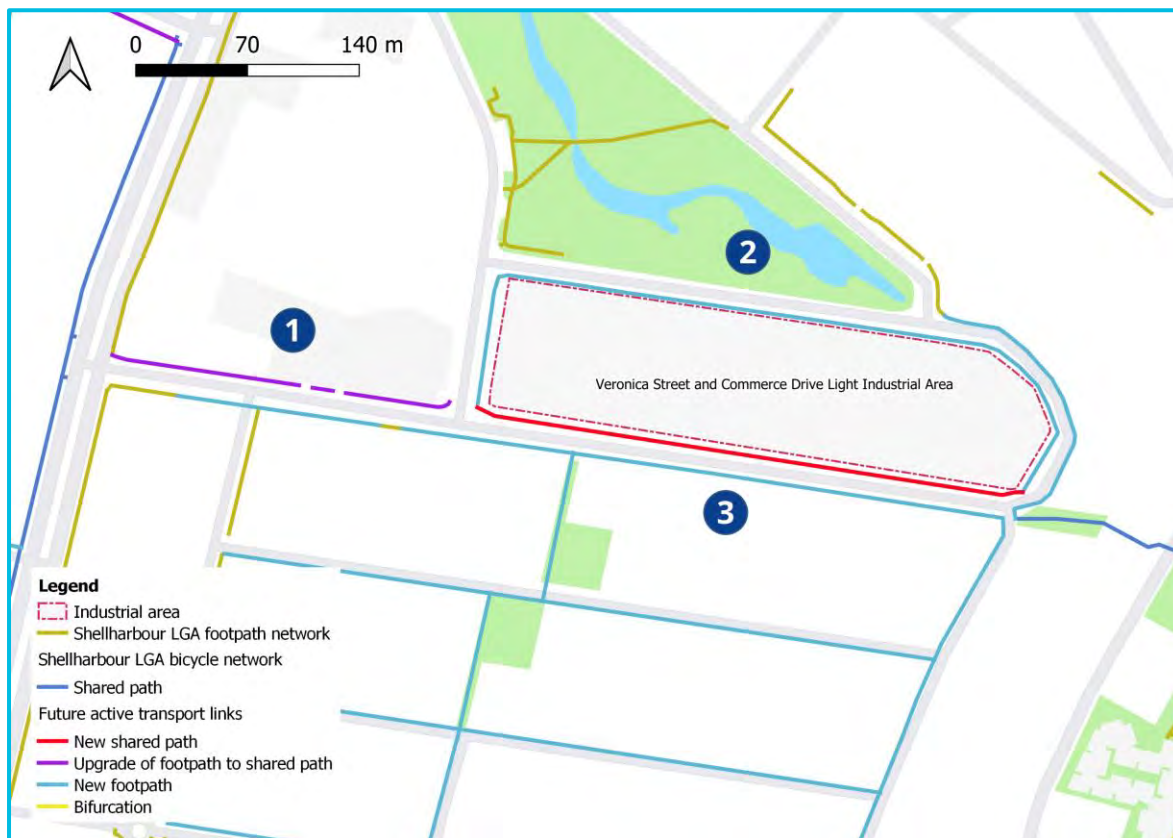 0 70 140 m
2
1
Veronica Street and Commerce Drive Light Industrial Area
3
Legend
Industrial area
Shellharbour LGA footpath network
Shellharbour LGA bicycle network
Shared path
Future active transport links
New shared path
Upgrade of footpath to shared path
New footpath
Bifurcation